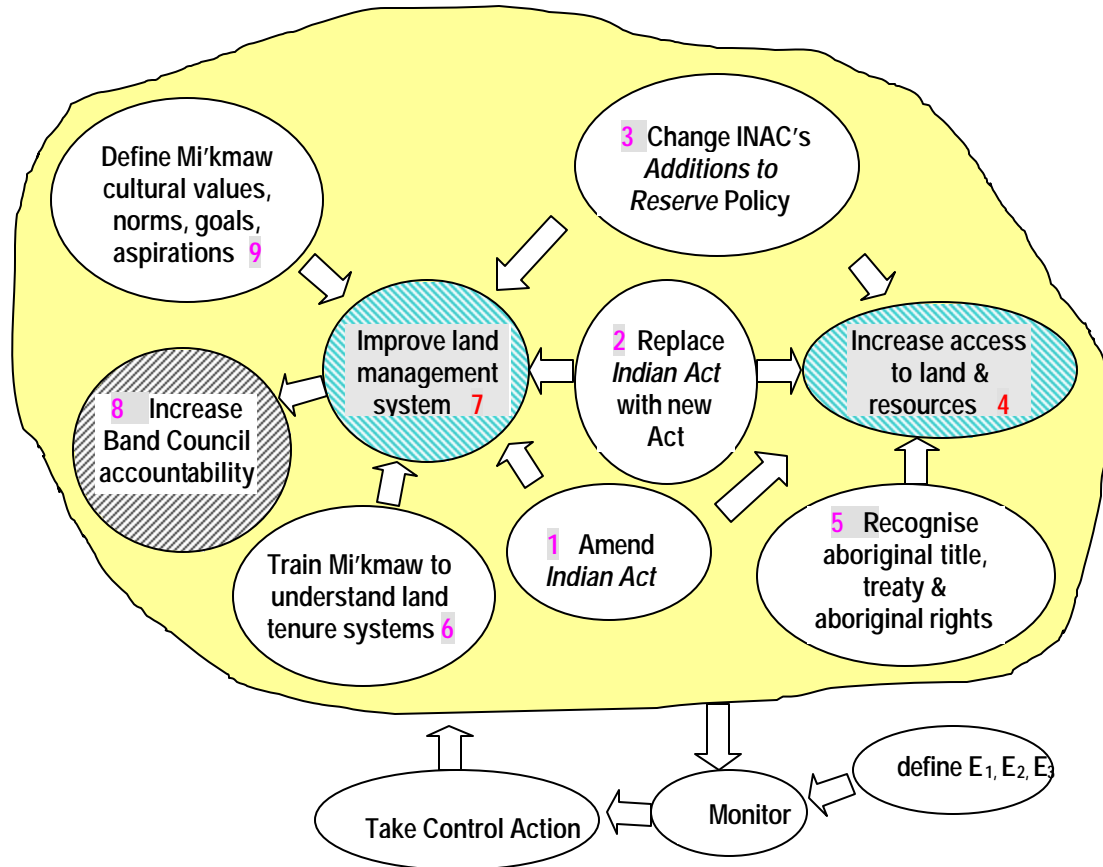 Define Mi'kmaw
cultural values,
norms, goals,
aspirations 9
3 Change INAC's
Additions to
Reserve Policy
Improve land
management
system 7
2 Replace
Indian Act
with new
Act
Increase access
to land &
resources 4
8 Increase
Band Council
accountability
Train Mi'kmaw to
understand land
tenure systems 6
1 Amend
Indian Act
5 Recognise
aboriginal title,
treaty &
aboriginal rights
define E1, E2, E3
Monitor
Take Control Action